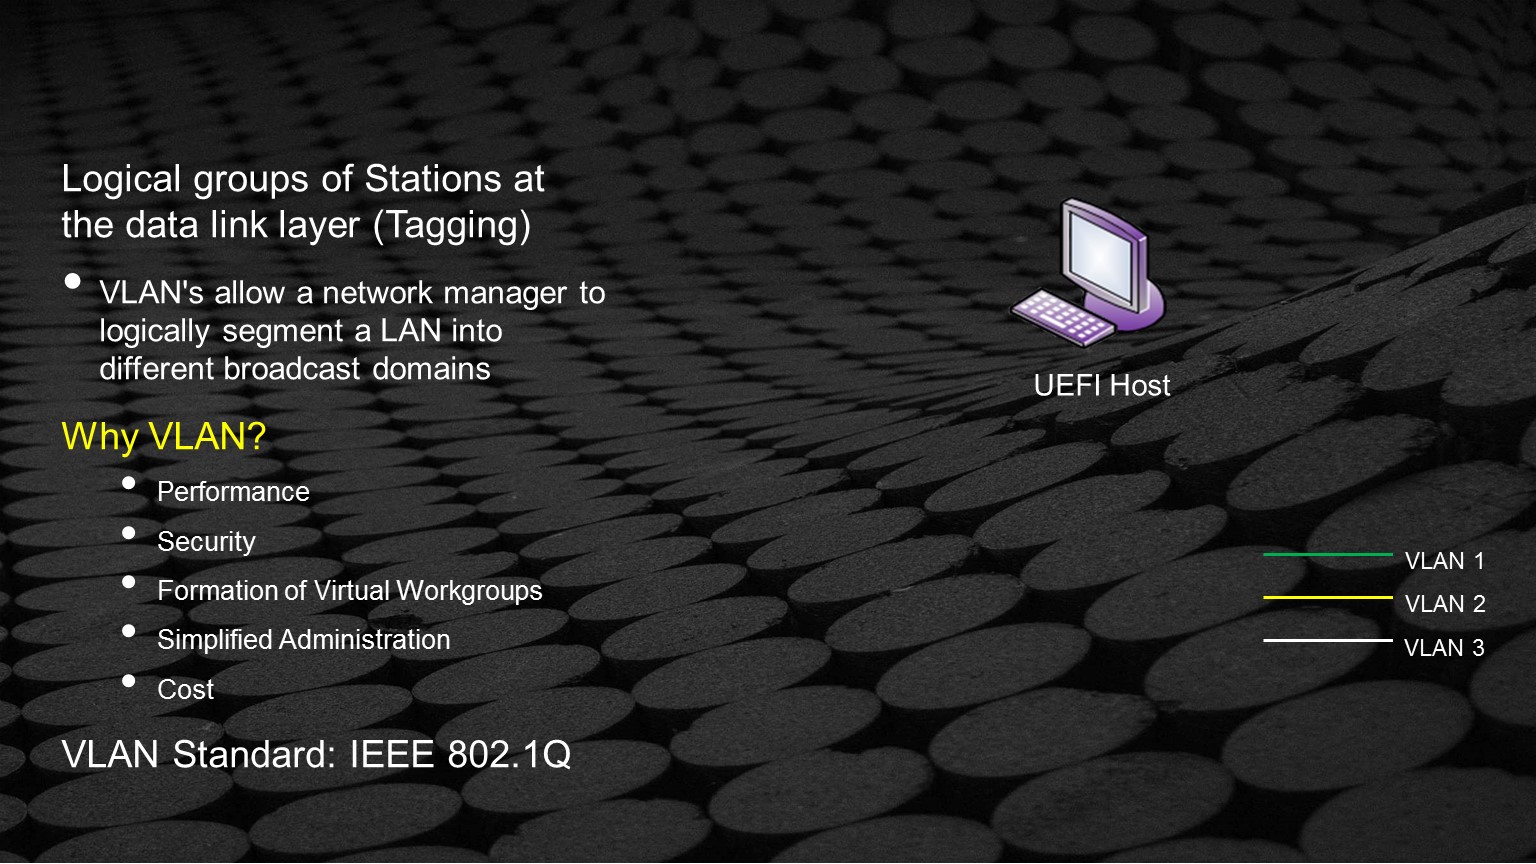 Logical groups of Stations at
the data link layer (Tagging)
• VLAN's allow a network manager to
logically segment a LAN into
different broadcast domains
Why VLAN?
• Performance
• Security
• Formation of Virtual Workgroups
• Simplified Administration
• Cost
VLAN Standard: IEEE 802.1Q
UEFI Host
VLAN 1
VLAN 2
VLAN 3